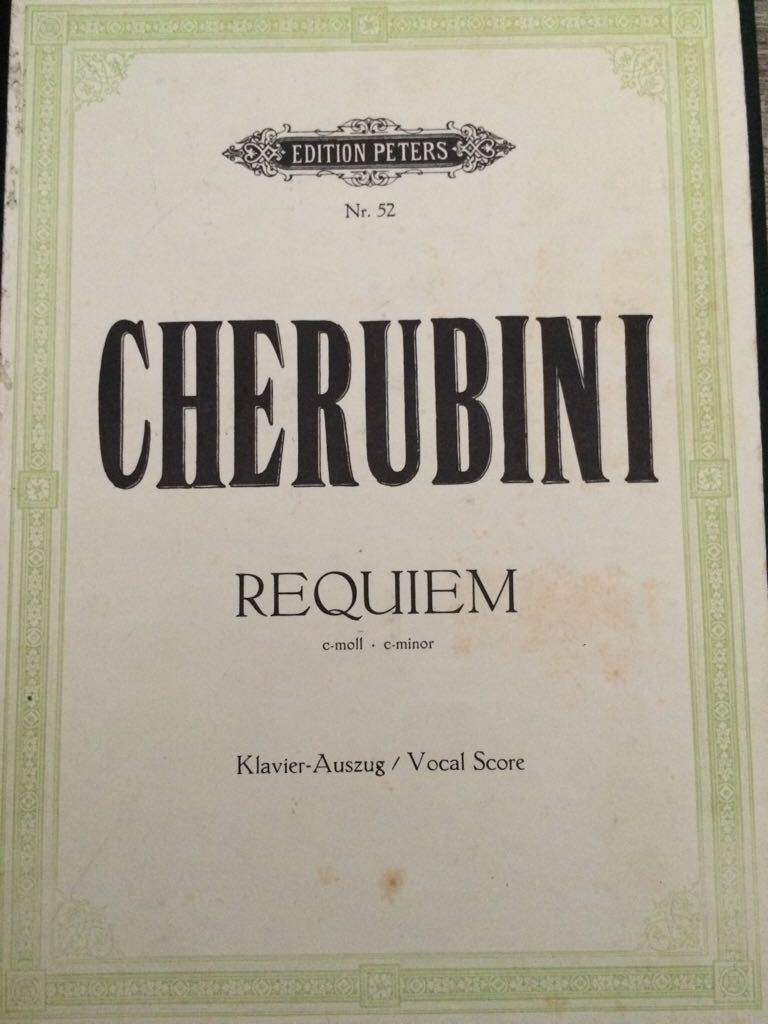 EDITION PETERS
Nr. 52
CHERUBINI
REQUIEM
c-moll · c-minor
Klavier-Auszug / Vocal Score